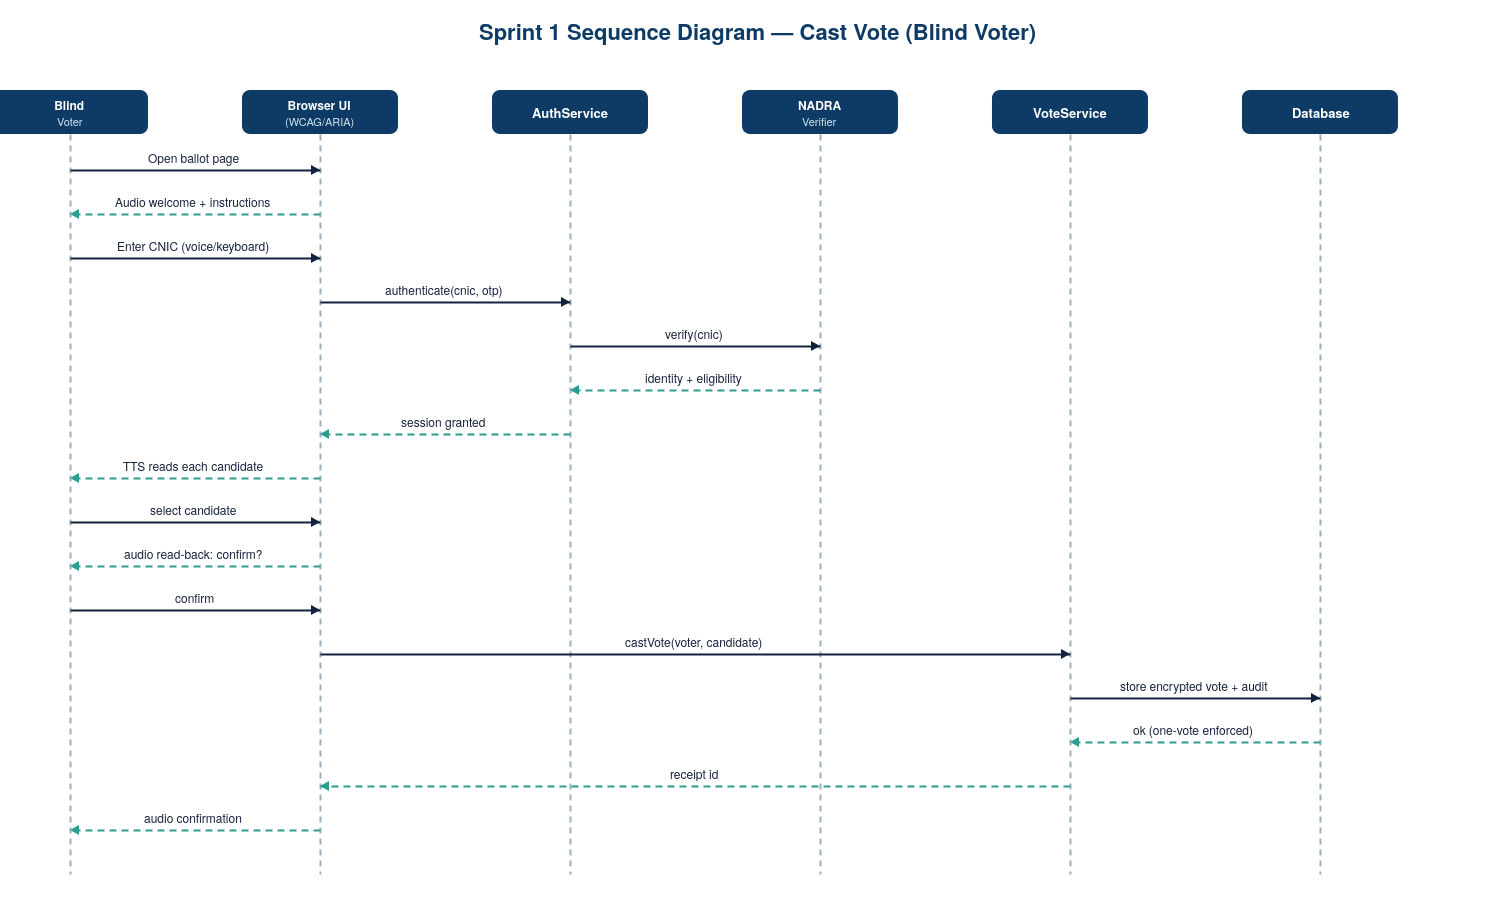 Sprint 1 Sequence Diagram — Cast Vote (Blind Voter)
Blind
Voter
Browser UI
(WCAG/ARIA)
AuthService
NADRA
Verifier
VoteService
Database
Open ballot page
Audio welcome + instructions
Enter CNIC (voice/keyboard)
authenticate(cnic, otp)
verify(cnic)
identity + eligibility
session granted
TTS reads each candidate
select candidate
audio read-back: confirm?
confirm
castVote(voter, candidate)
store encrypted vote + audit
ok (one-vote enforced)
receipt id
audio confirmation